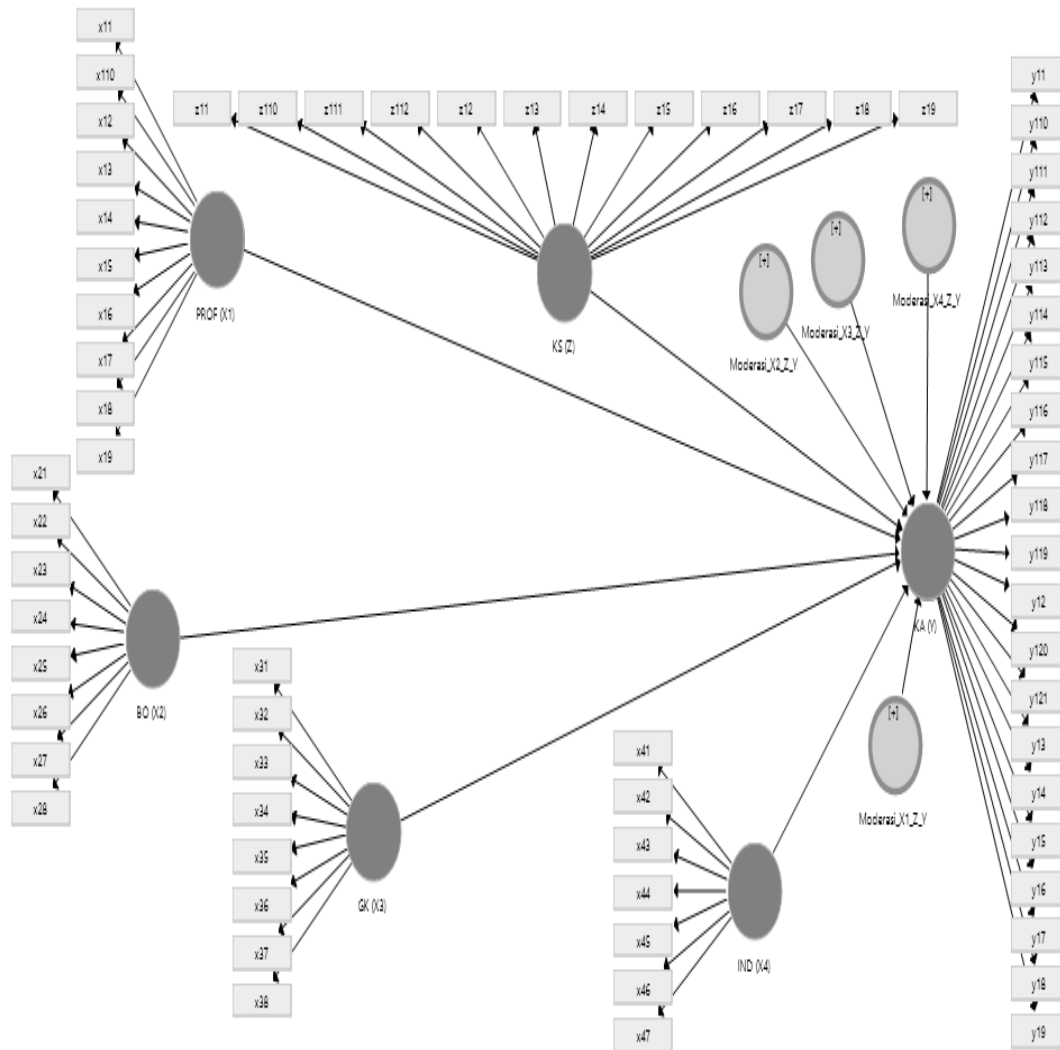 x11
x110
x12
x13
x14
x15
x16
x17
x18
x19
PROF (X1)
z11 z110 z111 z112 z12 z13 z14 z15 z16 z17 z18 z19
KS (Z)
[+]
Moderasi_X2_Z_Y
[+]
Moderasi_X3_Z_Y
[+]
Moderasi_X4_Z_Y
y11
y110
y111
y112
y113
y114
y115
y116
y117
y118
y119
y12
y120
y121
y13
y14
y15
y16
y17
y18
y19
KA (Y)
x21
x22
x23
x24
x25
x26
x27
x28
BO (X2)
x31
x32
x33
x34
x35
x36
x37
x38
GK (X3)
x41
x42
x43
x44
x45
x46
x47
IND (X4)
[+]
Moderasi_X1_Z_Y